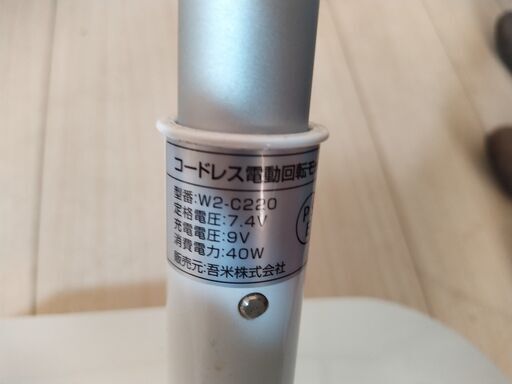 コードレス電動回転モ
型番:W2-C220
定格電圧:7.4V
充電電圧:9V
消費電力:40W
販売元:吾米株式会社
P